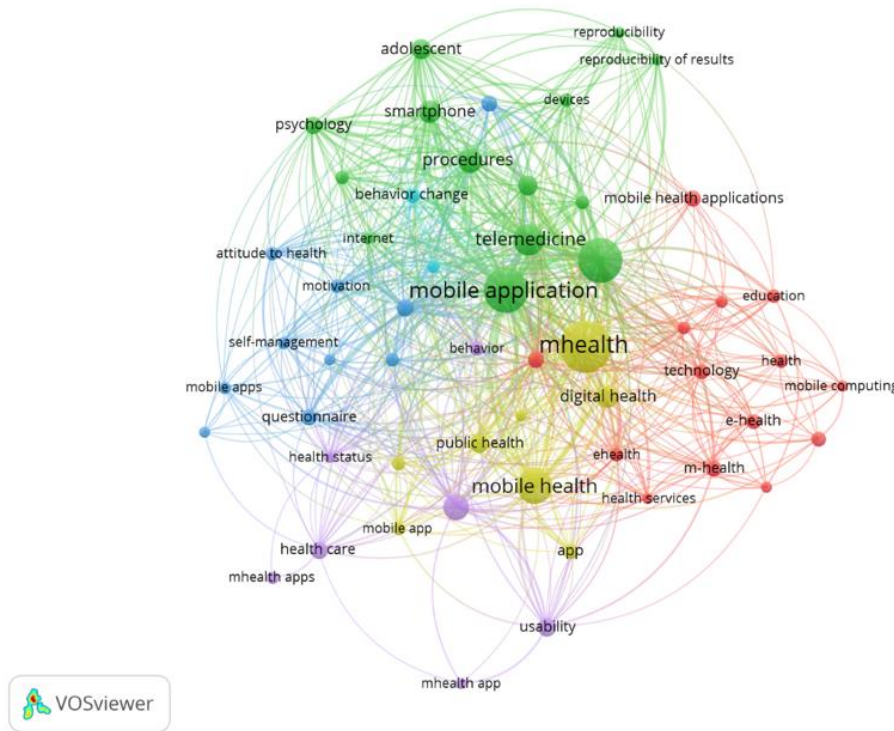 reproducibility
adolescent
reproducibility of results
devices
smartphone
psychology
procedures
behavior change
mobile health applications
internet
telemedicine
attitude to health
motivation
mobile application
education
self-management
behavior
mhealth
health
technology
mobile apps
mobile computing
digital health
questionnaire
e-health
public health
health status
ehealth
m-health
mobile health
health services
mobile app
health care
app
mhealth apps
usability
mhealth app
VOSviewer